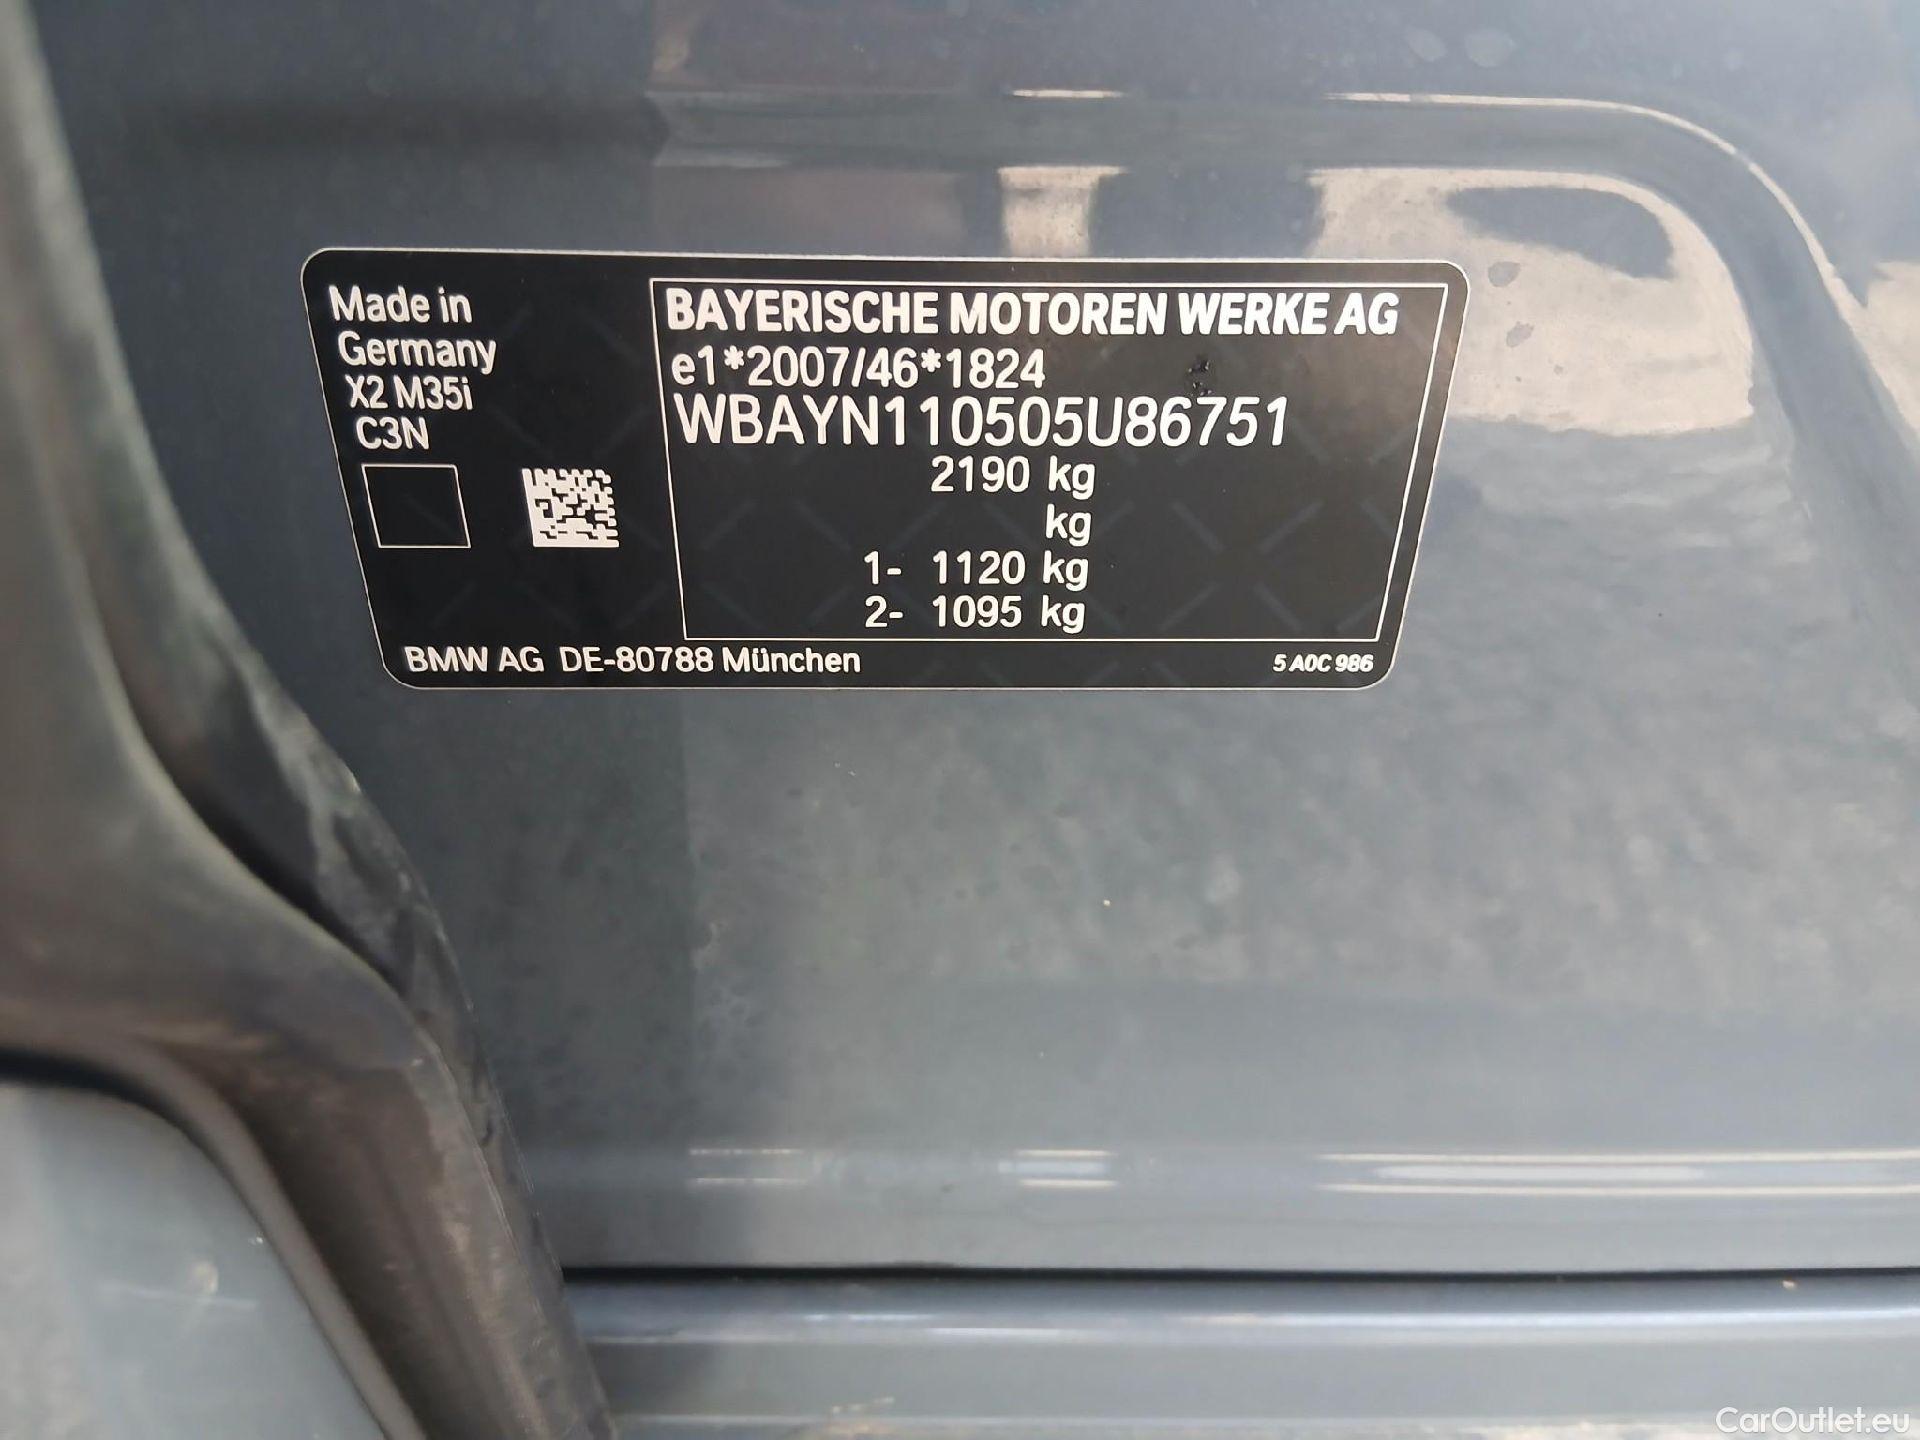 Made in
Germany
X2 M35i
C3N
BAYERISCHE MOTOREN WERKE AG
e1*2007/46*1824
WBAYN110505U86751
2190 kg
kg
1- 1120 kg
2- 1095 kg
BMW AG DE-80788 München
5 A0C 986
CarOutlet.eu